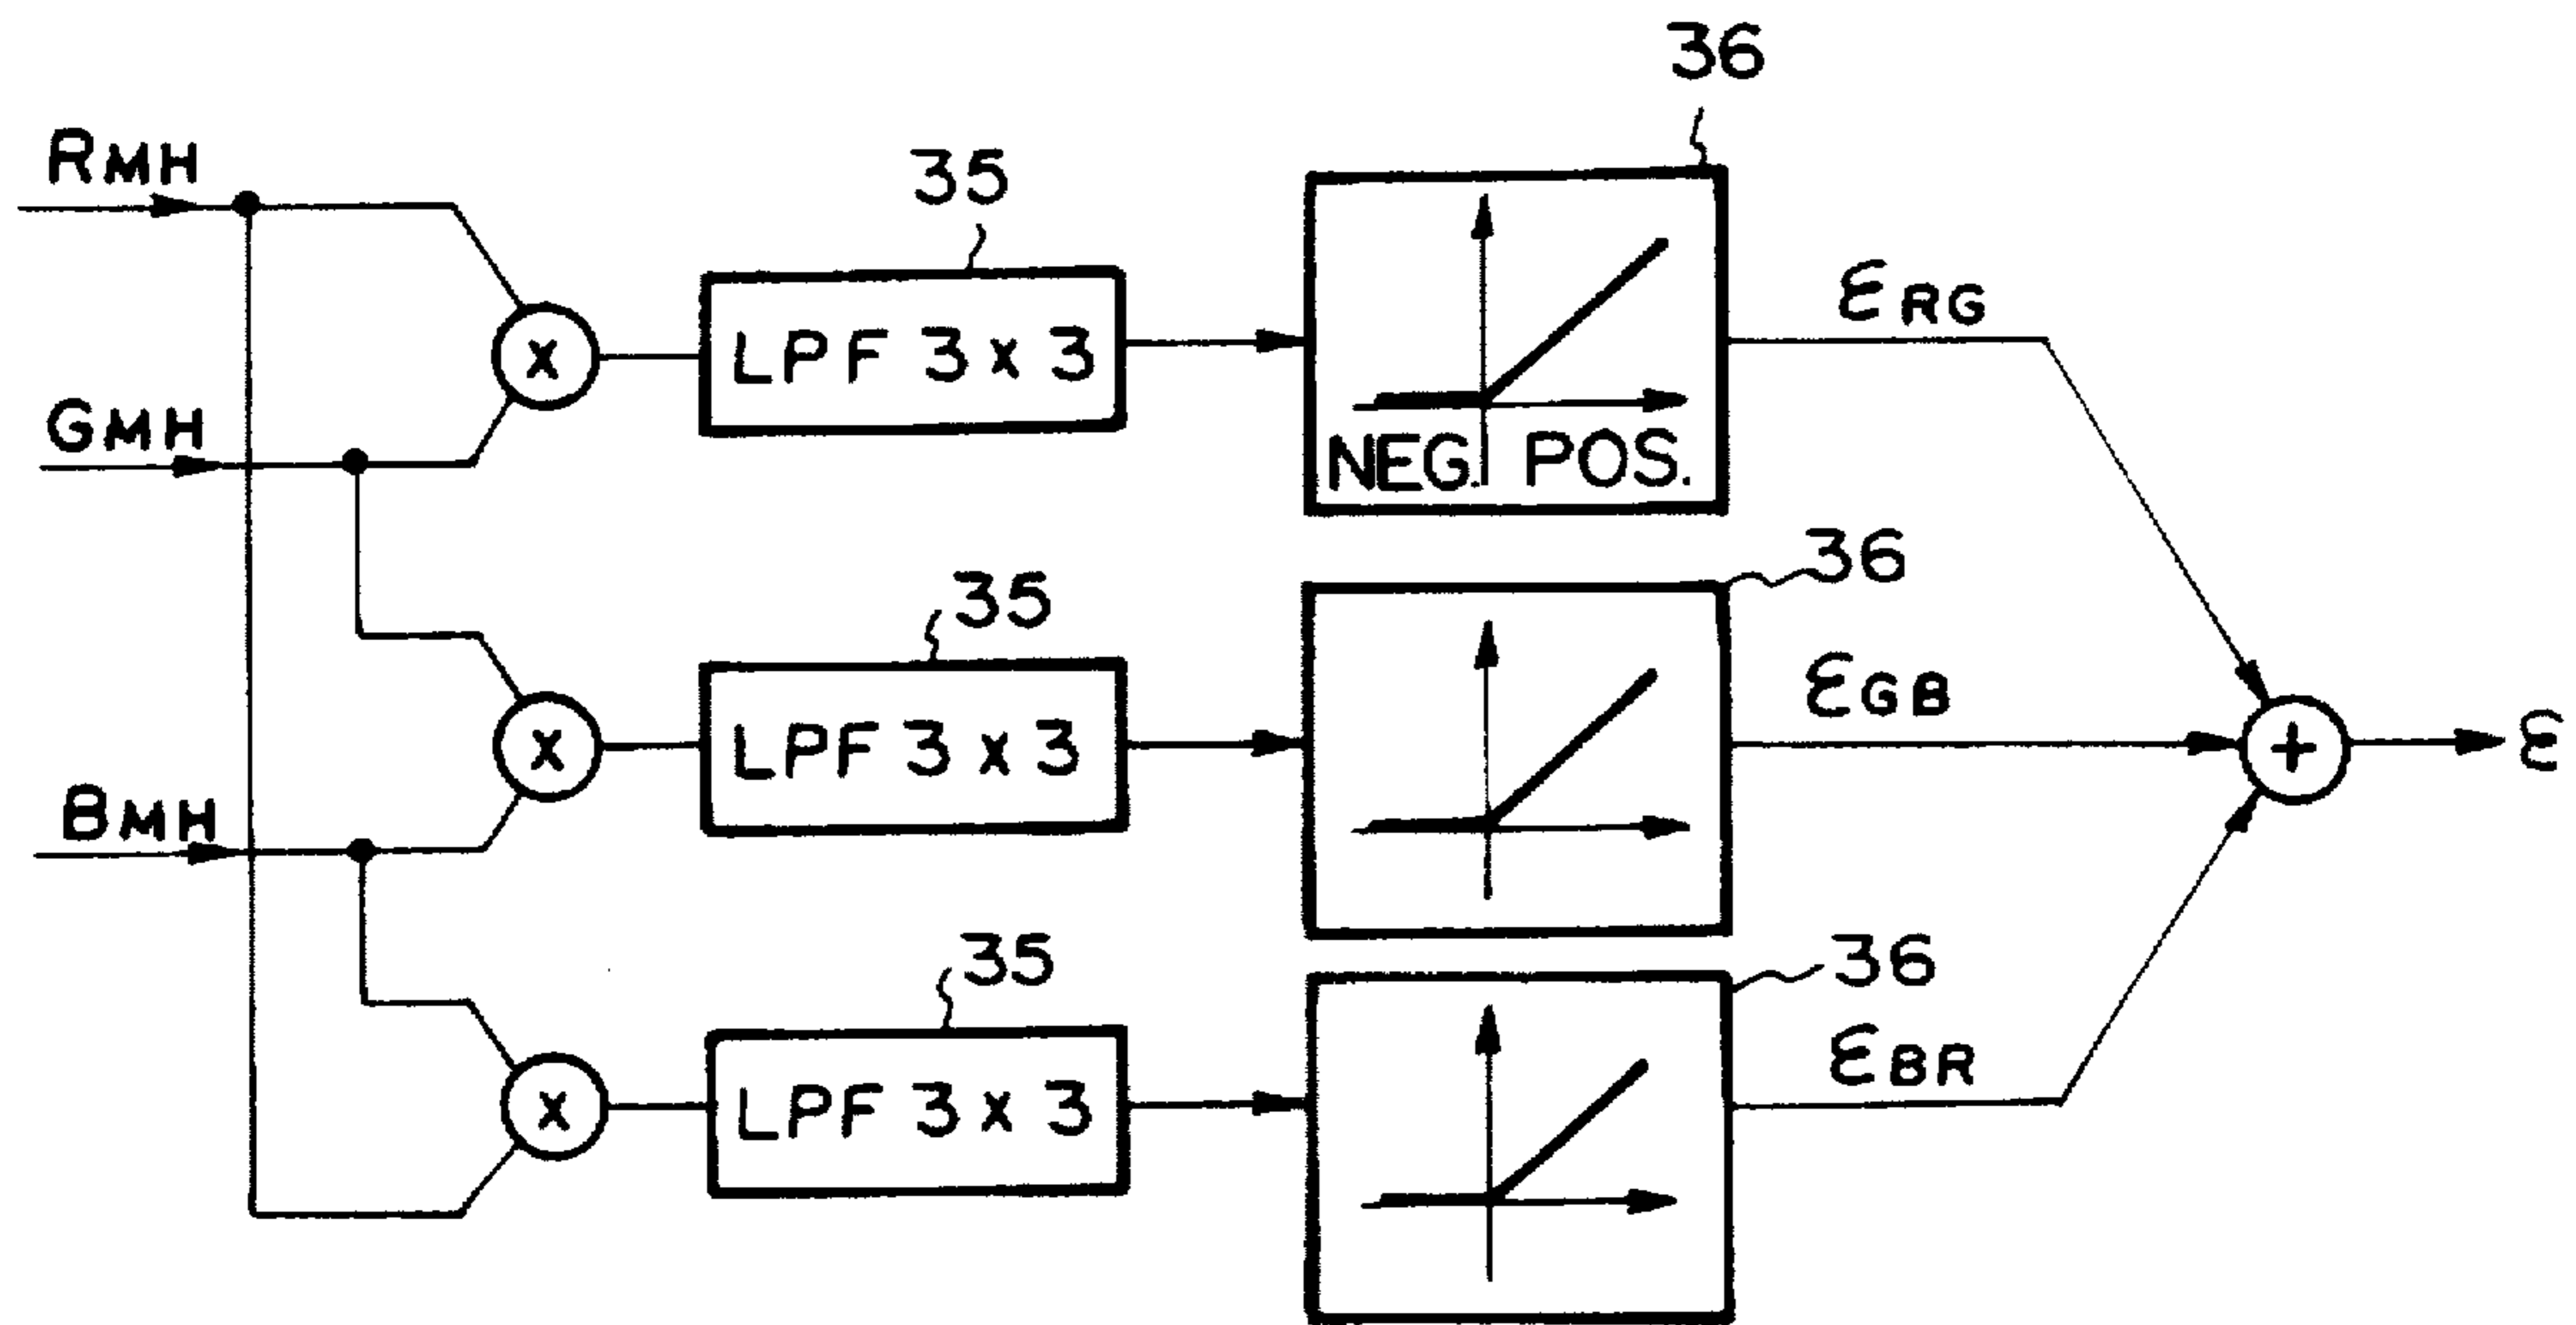 36
RMH
35
X
LPF 3 x 3
εRG
GMH
NEG. POS.
36
35
εGB
X
LPF 3 x 3
+
ε
BMH
35
36
εBR
X
LPF 3 x 3